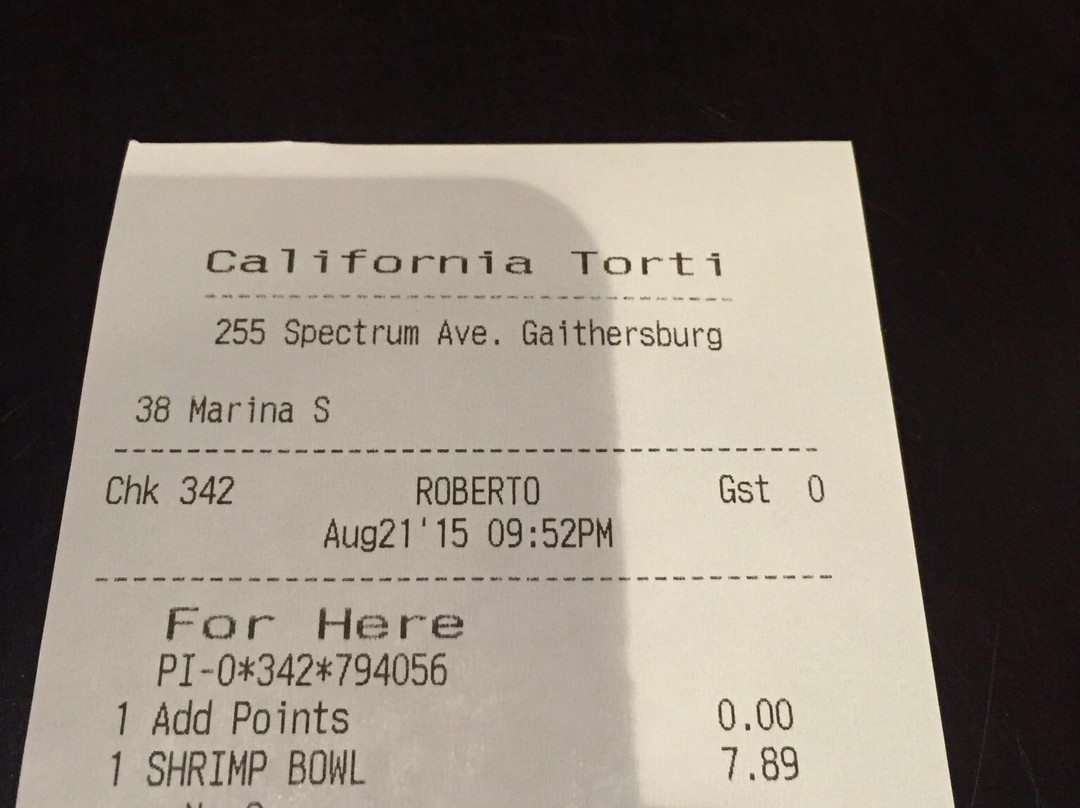 California Torti
255 Spectrum Ave. Gaithersburg
38 Marina S
Chk 342 ROBERTO Gst 0
Aug21'15 09:52PM
For Here
PI-0*342*794056
1 Add Points 0.00
1 SHRIMP BOWL 7.89